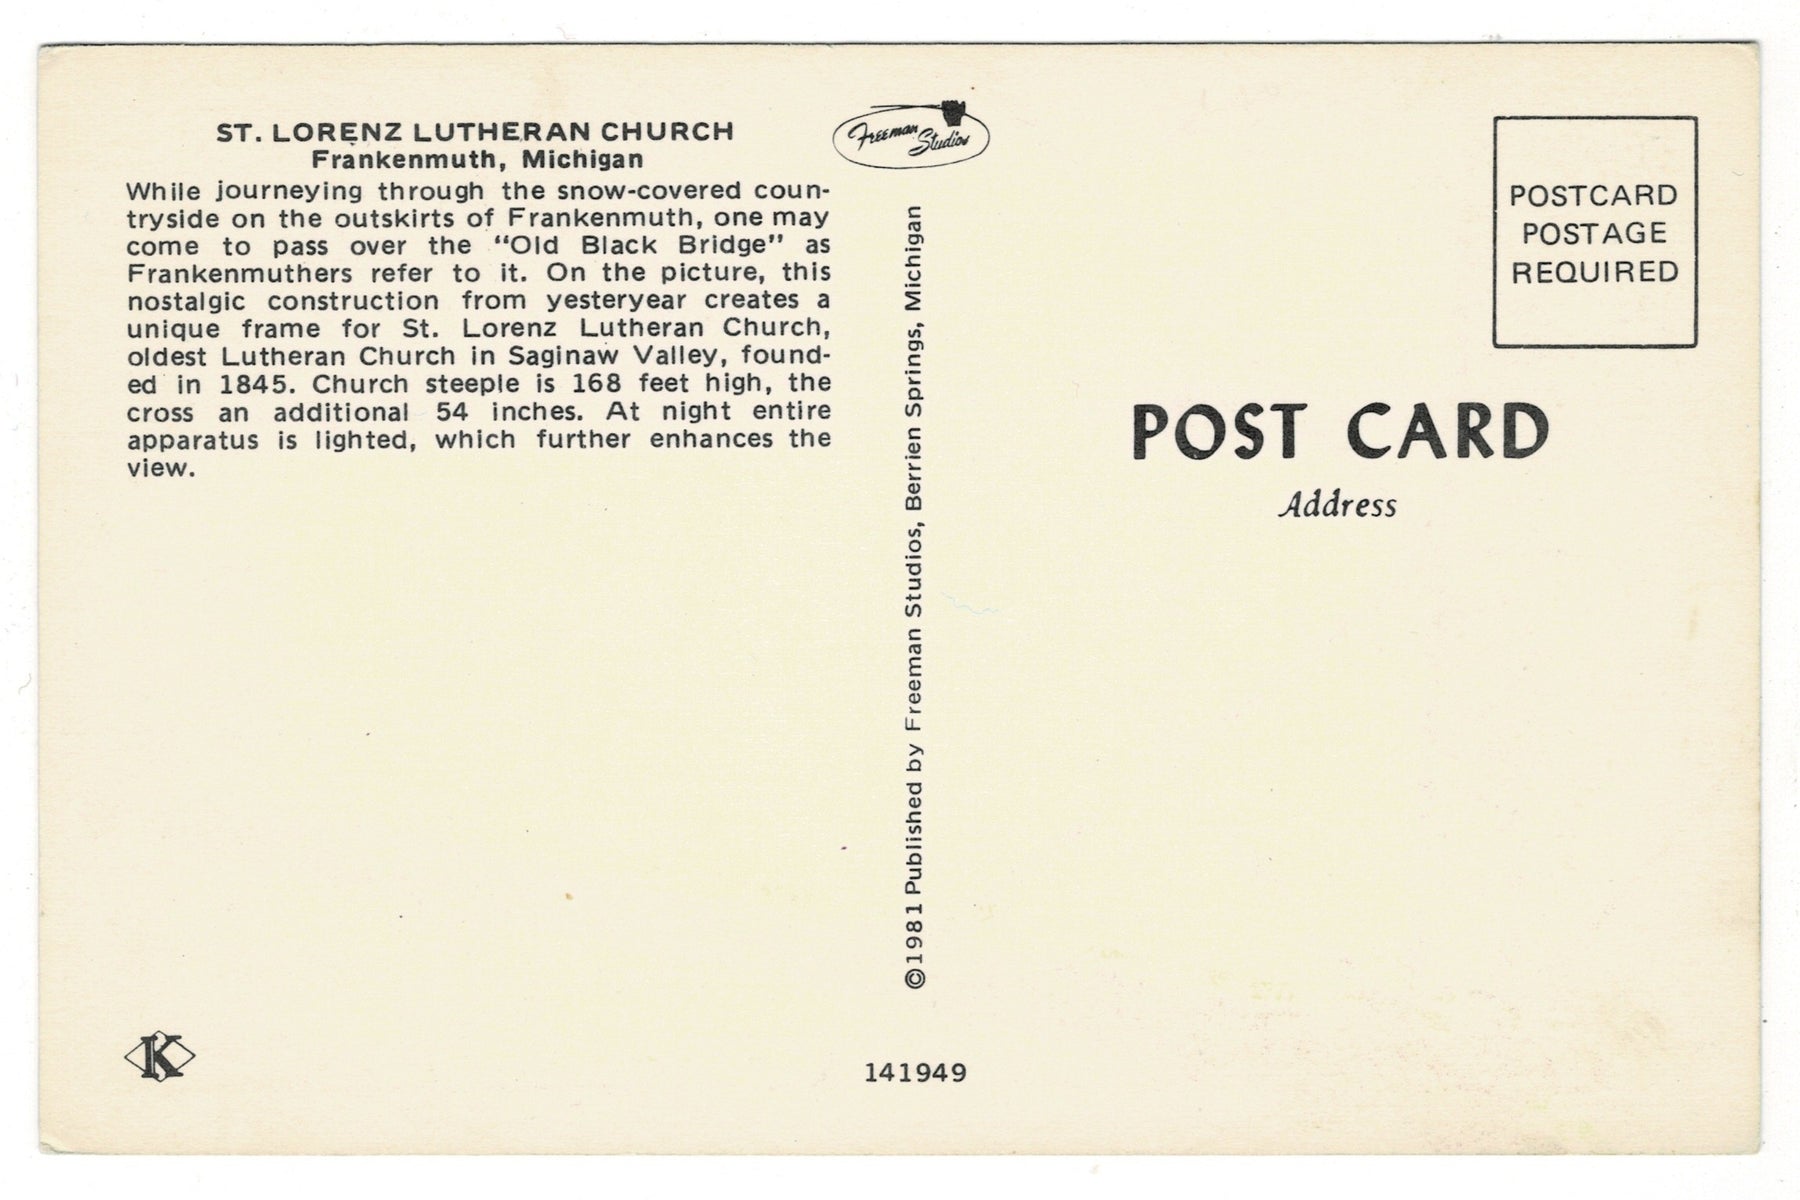 ST. LORENZ LUTHERAN CHURCH
Frankenmuth, Michigan
While journeying through the snow-covered coun-
tryside on the outskirts of Frankenmuth, one may
come to pass over the "Old Black Bridge" as
Frankenmuthers refer to it. On the picture, this
nostalgic construction from yesteryear creates a
unique frame for St. Lorenz Lutheran Church,
oldest Lutheran Church in Saginaw Valley, found-
ed in 1845. Church steeple is 168 feet high, the
cross an additional 54 inches. At night entire
apparatus is lighted, which further enhances the
view.
K
Freeman
Studios
©1981 Published by Freeman Studios, Berrien Springs, Michigan
141949
POSTCARD
POSTAGE
REQUIRED
POST CARD
Address